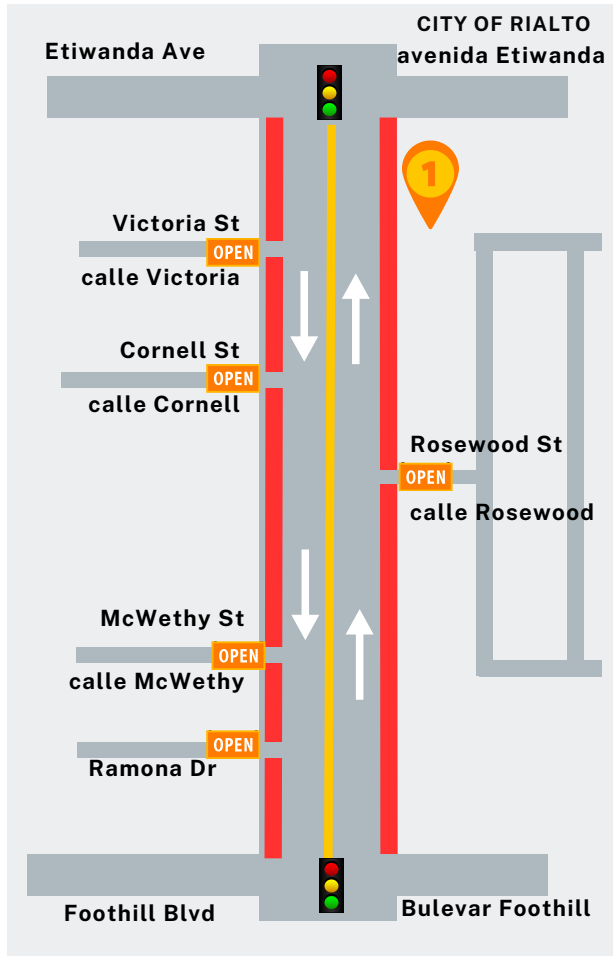 CITY OF RIALTO
Etiwanda Ave
avenida Etiwanda
1
Victoria St
OPEN
calle Victoria
Cornell St
OPEN
calle Cornell
Rosewood St
OPEN
calle Rosewood
McWethy St
OPEN
calle McWethy
OPEN
Ramona Dr
Foothill Blvd
Bulevar Foothill